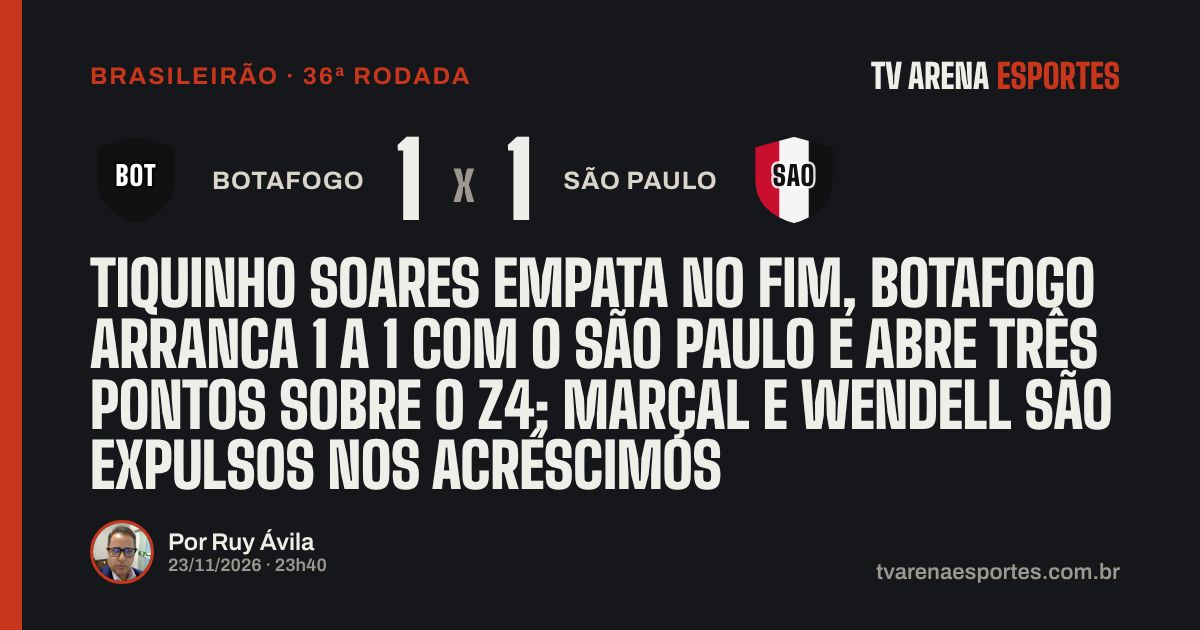 BRASILEIRÃO · 36ª RODADA
TV ARENA ESPORTES
BOT BOTAFOGO 1 X 1 SÃO PAULO SAO
TIQUINHO SOARES EMPATA NO FIM, BOTAFOGO
ARRANCA 1 A 1 COM O SÃO PAULO E ABRE TRÊS
PONTOS SOBRE O Z4; MARÇAL E WENDELL SÃO
EXPULSOS NOS ACRÉSCIMOS
Por Ruy Ávila
23/11/2026 · 23h40
tvarenaesportes.com.br